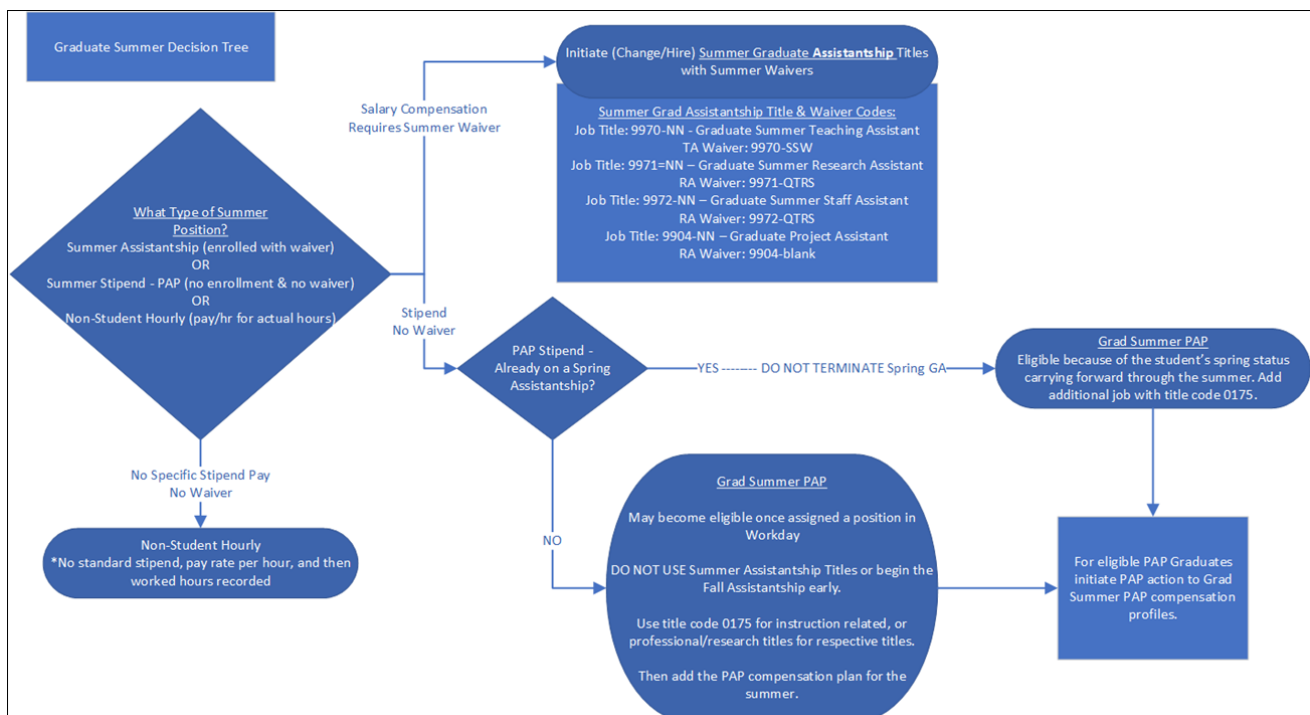 Graduate Summer Decision Tree
What Type of Summer
Position?
Summer Assistantship (enrolled with waiver)
OR
Summer Stipend - PAP (no enrollment & no waiver)
OR
Non-Student Hourly (pay/hr for actual hours)
Salary Compensation
Requires Summer Waiver
Initiate (Change/Hire) Summer Graduate Assistantship Titles
with Summer Waivers
Summer Grad Assistantship Title & Waiver Codes:
Job Title: 9970-NN - Graduate Summer Teaching Assistant
TA Waiver: 9970-SSW
Job Title: 9971=NN – Graduate Summer Research Assistant
RA Waiver: 9971-QTRS
Job Title: 9972-NN – Graduate Summer Staff Assistant
RA Waiver: 9972-QTRS
Job Title: 9904-NN – Graduate Project Assistant
RA Waiver: 9904-blank
Stipend
No Waiver
PAP Stipend -
Already on a Spring
Assistantship?
YES -------- DO NOT TERMINATE Spring GA
Grad Summer PAP
Eligible because of the student's spring status
carrying forward through the summer. Add
additional job with title code 0175.
NO
Grad Summer PAP
May become eligible once assigned a position in
Workday
DO NOT USE Summer Assistantship Titles or begin the
Fall Assistantship early.
Use title code 0175 for instruction related, or
professional/research titles for respective titles.
Then add the PAP compensation plan for the
summer.
For eligible PAP Graduates
initiate PAP action to Grad
Summer PAP compensation
profiles.
No Specific Stipend Pay
No Waiver
Non-Student Hourly
*No standard stipend, pay rate per hour, and then
worked hours recorded